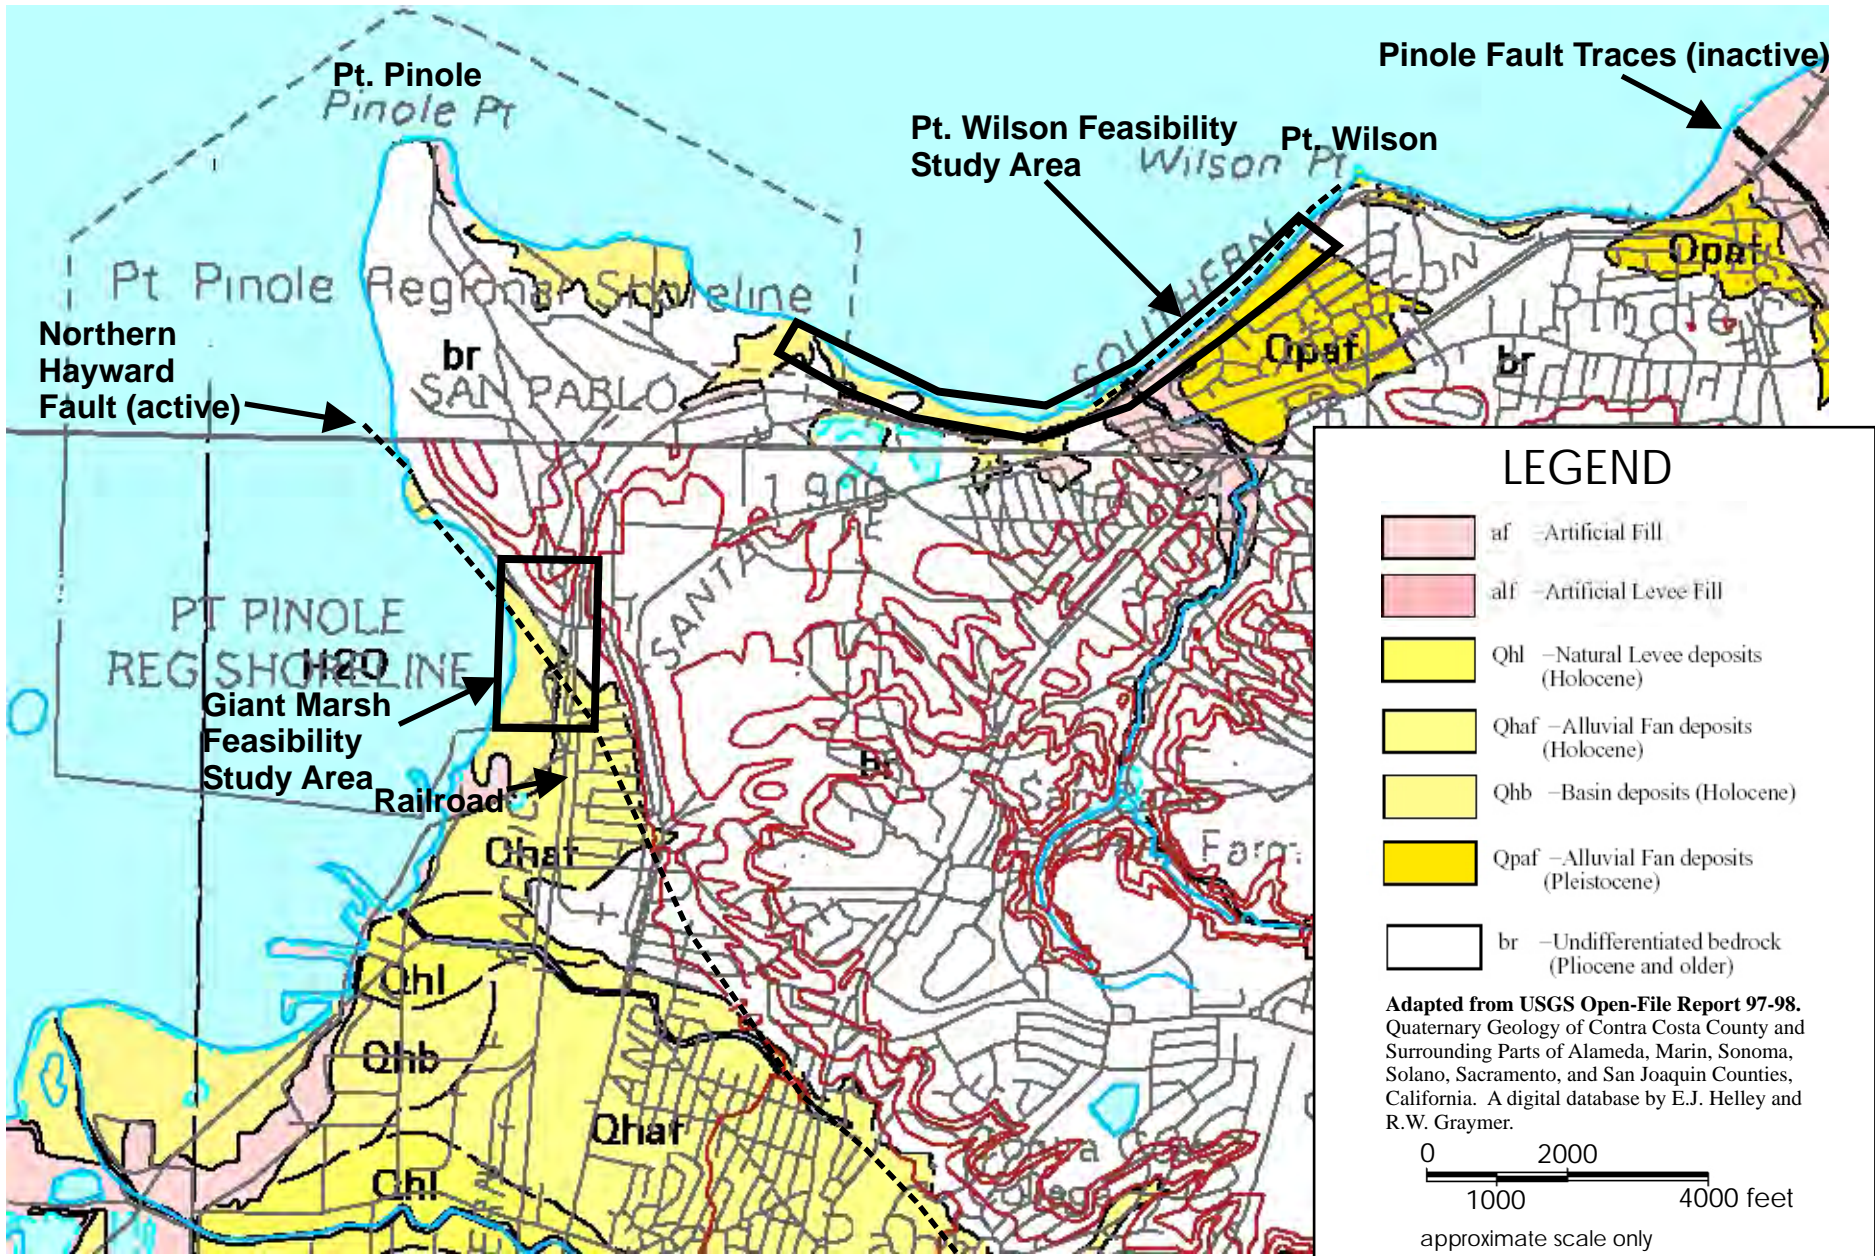 Pt. Pinole
Pinole Pt
Pinole Fault Traces (inactive)
Pt. Wilson Feasibility
Study Area
Pt. Wilson
Wilson Pt
Pt Pinole Regional Shoreline
SOUTHERN
Qpaf
Qpaf
br
br
Northern
Hayward
Fault (active)
SAN PABLO
SANTA
PT PINOLE
REG SHORELINE
H2O
Giant Marsh
Feasibility
Study Area
Railroad
br
Qhaf
Farm
Qhl
Qhb
Qhaf
Qhl
LEGEND
af –Artificial Fill
alf –Artificial Levee Fill
Qhl –Natural Levee deposits
(Holocene)
Qhaf –Alluvial Fan deposits
(Holocene)
Qhb –Basin deposits (Holocene)
Qpaf –Alluvial Fan deposits
(Pleistocene)
br –Undifferentiated bedrock
(Pliocene and older)
Adapted from USGS Open-File Report 97-98.
Quaternary Geology of Contra Costa County and
Surrounding Parts of Alameda, Marin, Sonoma,
Solano, Sacramento, and San Joaquin Counties,
California. A digital database by E.J. Helley and
R.W. Graymer.
0 2000
1000 4000 feet
approximate scale only